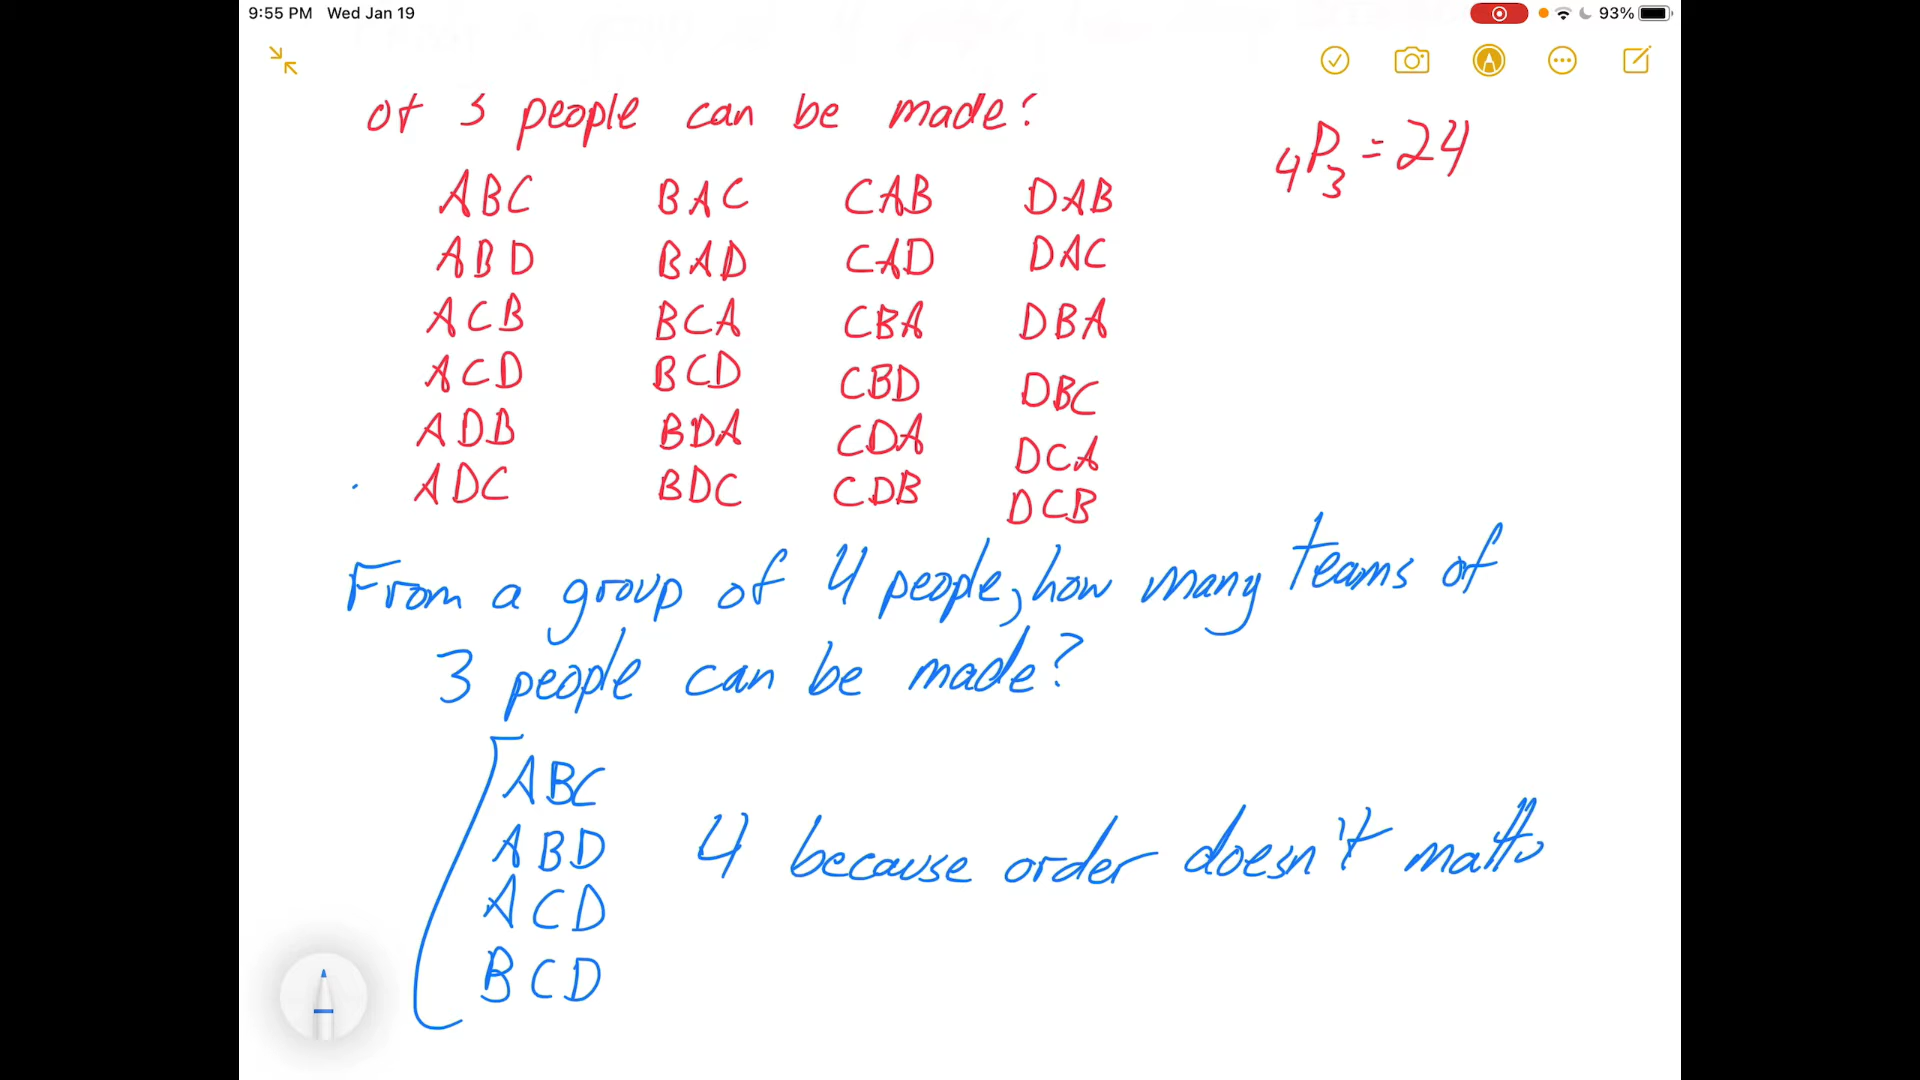 9:55 PM Wed Jan 19
93%
of 3 people can be made?
4P3 = 24
ABC BAC CAB DAB
ABD BAD CAD DAC
ACB BCA CBA DBA
ACD BCD CBD DBC
ADB BDA CDA DCA
ADC BDC CDB DCB
From a group of 4 people, how many teams of
3 people can be made?
ABC
ABD
4 because order doesn't matter
ACD
BCD